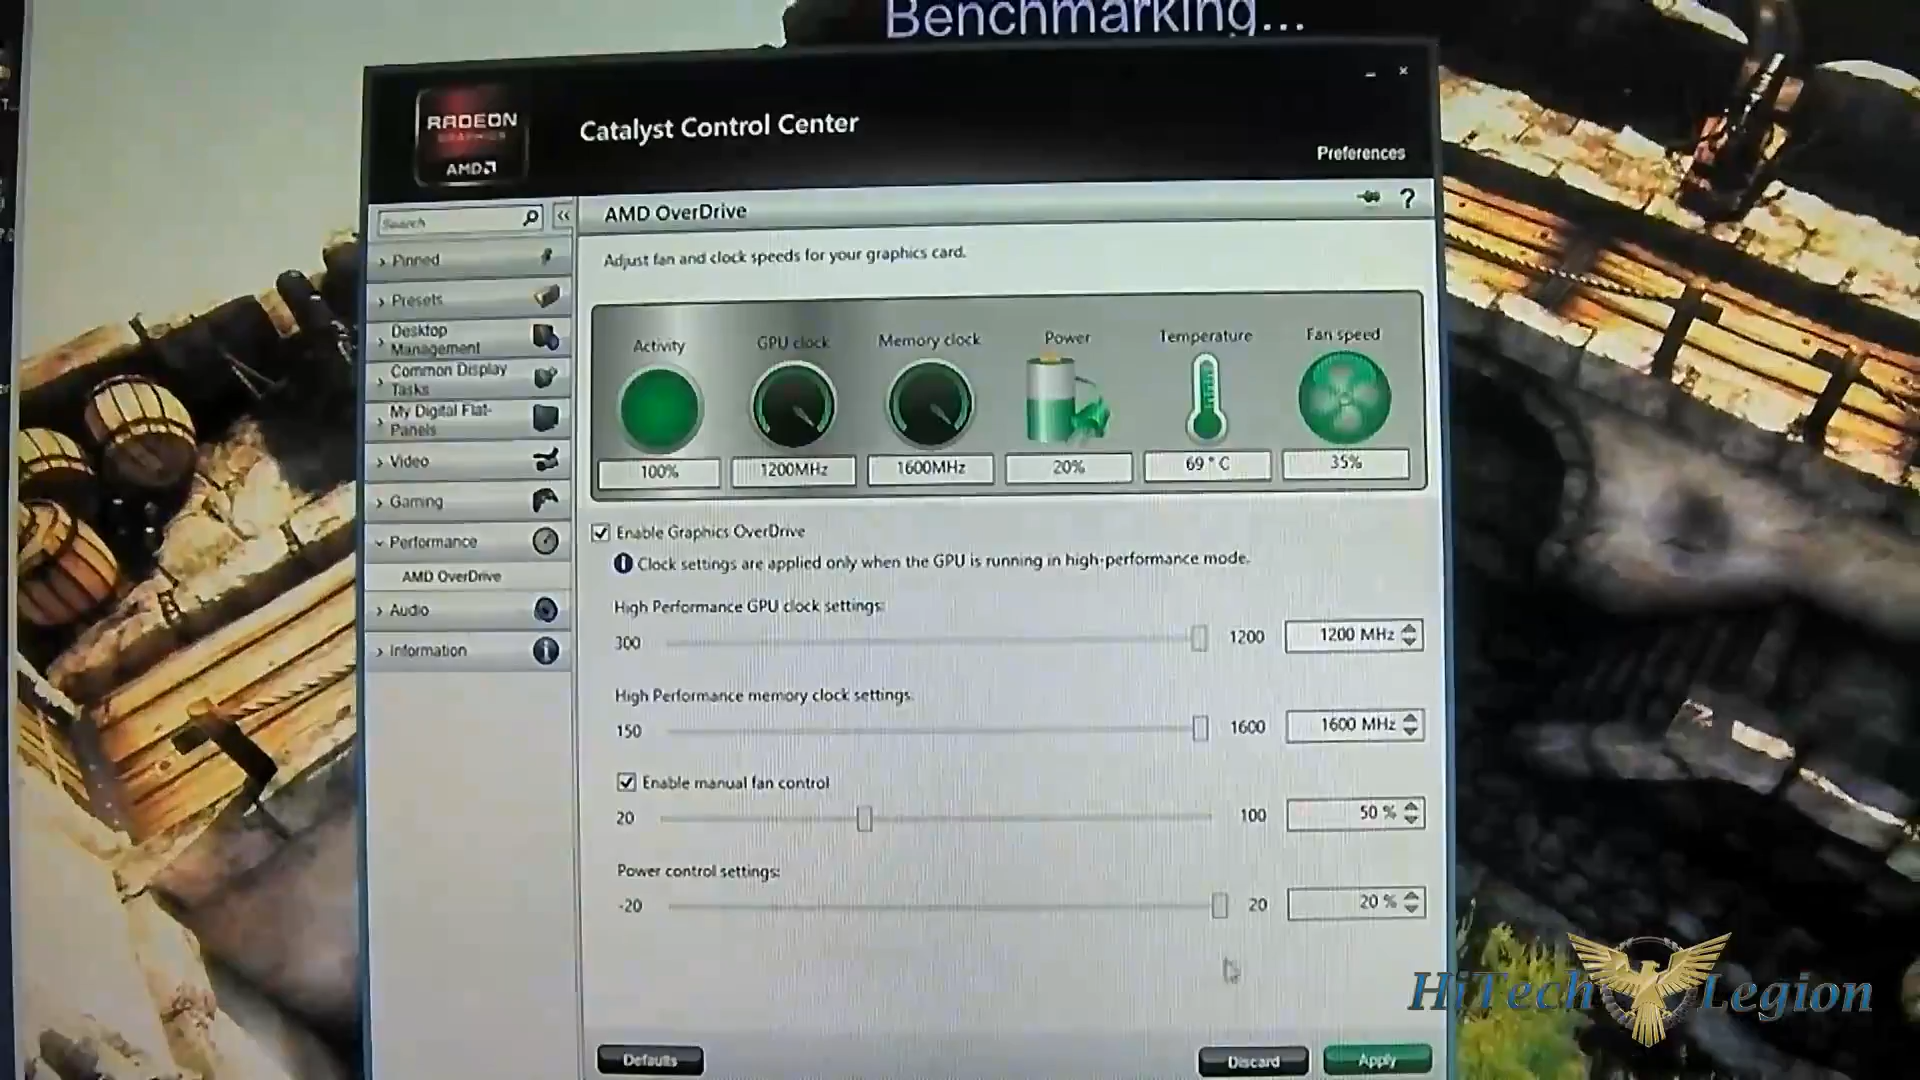 Benchmarking...
RADEON
GRAPHICS
AMD
Catalyst Control Center
Preferences
Search
«
AMD OverDrive
?
Pinned
Presets
Desktop
Management
Common Display
Tasks
My Digital Flat-
Panels
Video
Gaming
Performance
AMD OverDrive
Audio
Information
Adjust fan and clock speeds for your graphics card.
Activity GPU clock Memory clock Power Temperature Fan speed
100% 1200MHz 1600MHz 20% 69°C 35%
Enable Graphics OverDrive
Clock settings are applied only when the GPU is running in high-performance mode.
High Performance GPU clock settings:
300 1200 1200 MHz
High Performance memory clock settings:
150 1600 1600 MHz
Enable manual fan control
20 100 50 %
Power control settings:
-20 20 20 %
Defaults Discard Apply
HiTech Legion